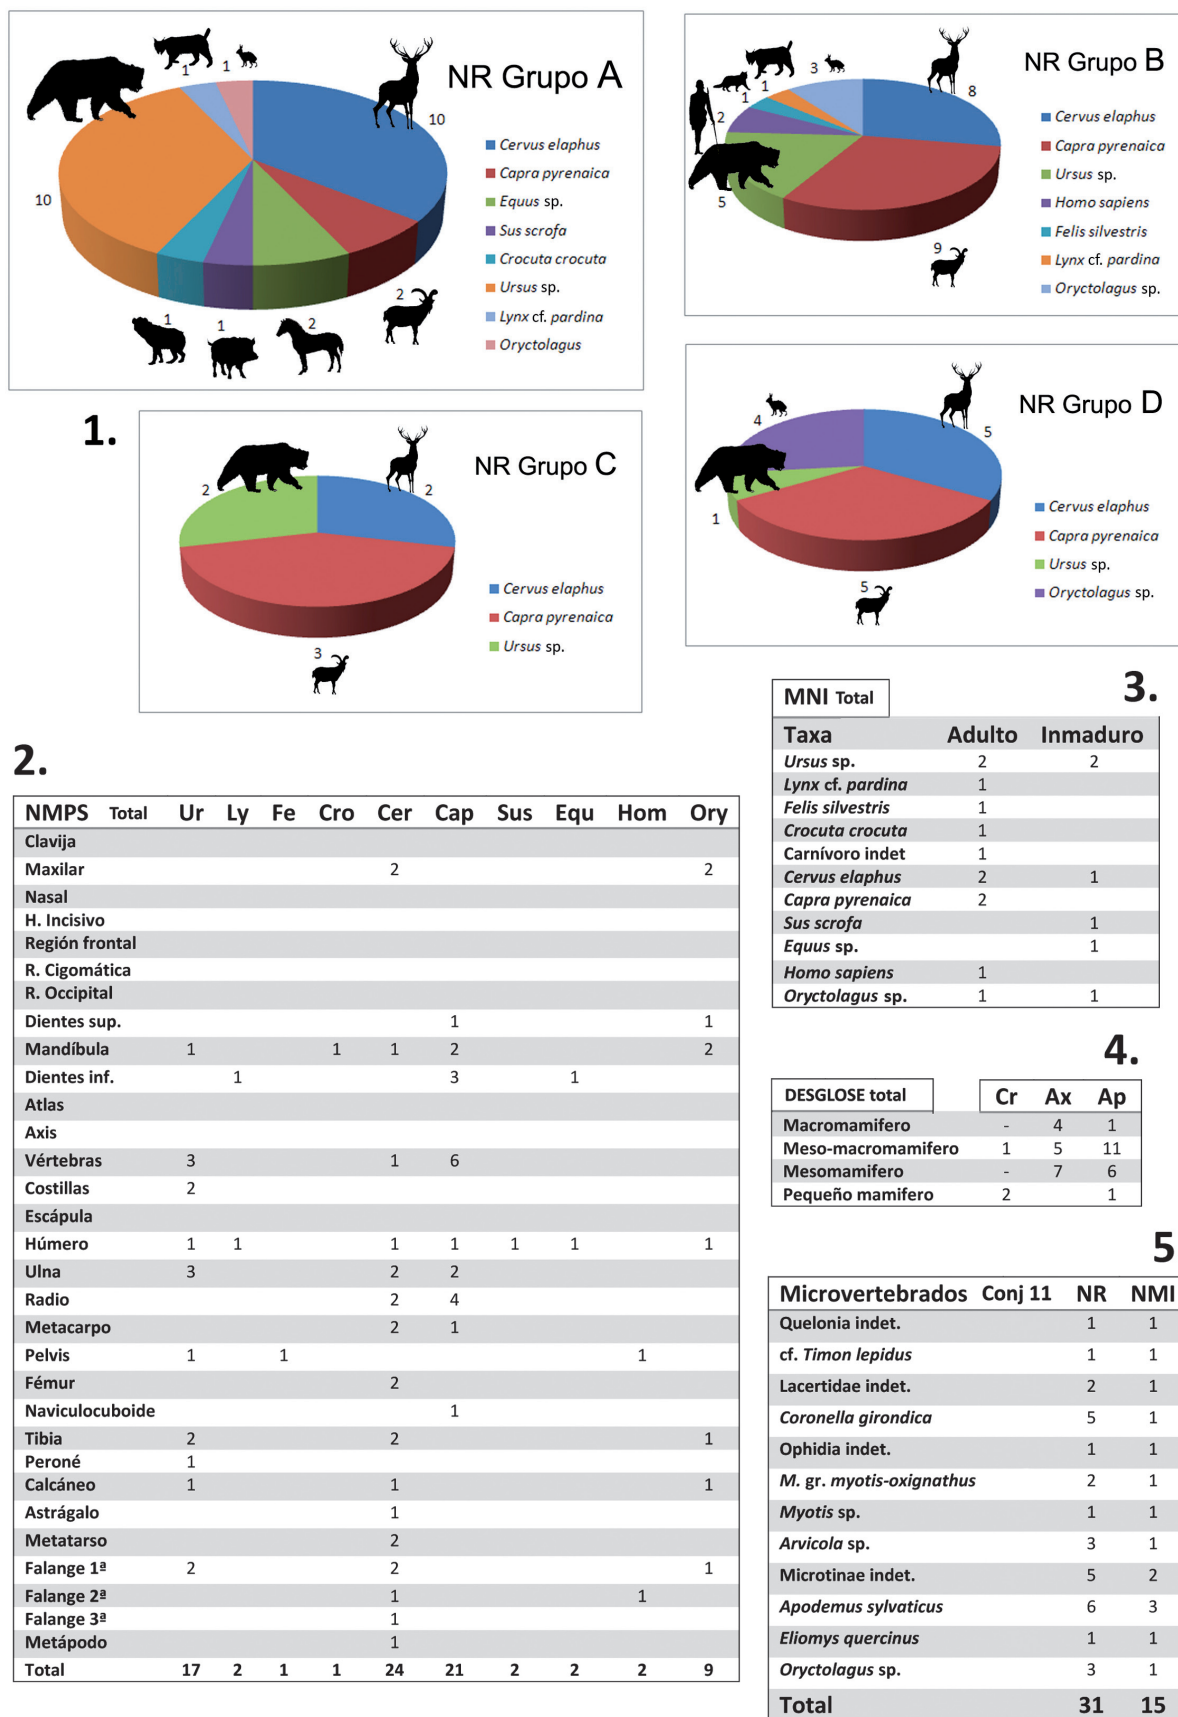 NR Grupo A
1
1
10
10
1
1
2
2
Cervus elaphus
Capra pyrenaica
Equus sp.
Sus scrofa
Crocuta crocuta
Ursus sp.
Lynx cf. pardina
Oryctolagus
NR Grupo B
3
8
1
1
2
5
9
Cervus elaphus
Capra pyrenaica
Ursus sp.
Homo sapiens
Felis silvestris
Lynx cf. pardina
Oryctolagus sp.
1.
NR Grupo C
2
2
3
Cervus elaphus
Capra pyrenaica
Ursus sp.
NR Grupo D
4
5
1
5
Cervus elaphus
Capra pyrenaica
Ursus sp.
Oryctolagus sp.
2.
NMPS Total Ur Ly Fe Cro Cer Cap Sus Equ Hom Ory
Clavija
Maxilar 2 2
Nasal
H. Incisivo
Región frontal
R. Cigomática
R. Occipital
Dientes sup. 1 1
Mandíbula 1 1 1 2 2
Dientes inf. 1 3 1
Atlas
Axis
Vértebras 3 1 6
Costillas 2
Escápula
Húmero 1 1 1 1 1 1 1
Ulna 3 2 2
Radio 2 4
Metacarpo 2 1
Pelvis 1 1 1
Fémur 2
Naviculocuboide 1
Tibia 2 2 1
Peroné 1
Calcáneo 1 1 1
Astrágalo 1
Metatarso 2
Falange 1ª 2 2 1
Falange 2ª 1 1
Falange 3ª 1
Metápodo 1
Total 17 2 1 1 24 21 2 2 2 9
3.
MNI Total
Taxa Adulto Inmaduro
Ursus sp. 2 2
Lynx cf. pardina 1
Felis silvestris 1
Crocuta crocuta 1
Carnívoro indet 1
Cervus elaphus 2 1
Capra pyrenaica 2
Sus scrofa 1
Equus sp. 1
Homo sapiens 1
Oryctolagus sp. 1 1
4.
DESGLOSE total Cr Ax Ap
Macromamifero - 4 1
Meso-macromamifero 1 5 11
Mesomamifero - 7 6
Pequeño mamifero 2 1
5
Microvertebrados Conj 11 NR NMI
Quelonia indet. 1 1
cf. Timon lepidus 1 1
Lacertidae indet. 2 1
Coronella girondica 5 1
Ophidia indet. 1 1
M. gr. myotis-oxignathus 2 1
Myotis sp. 1 1
Arvicola sp. 3 1
Microtinae indet. 5 2
Apodemus sylvaticus 6 3
Eliomys quercinus 1 1
Oryctolagus sp. 3 1
Total 31 15